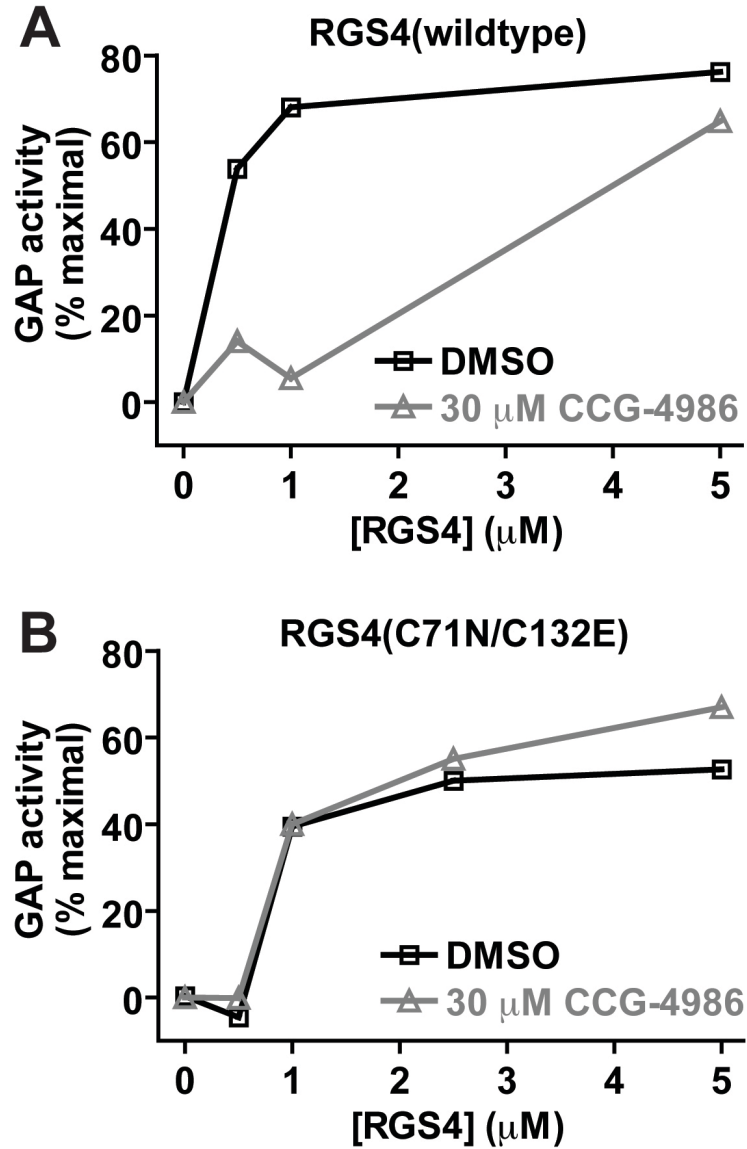 A
RGS4(wildtype)
GAP activity
(% maximal)
80
60
40
20
0
DMSO
30 μM CCG-4986
0 1 2 3 4 5
[RGS4] (μM)
B
RGS4(C71N/C132E)
GAP activity
(% maximal)
80
60
40
20
0
DMSO
30 μM CCG-4986
0 1 2 3 4 5
[RGS4] (μM)